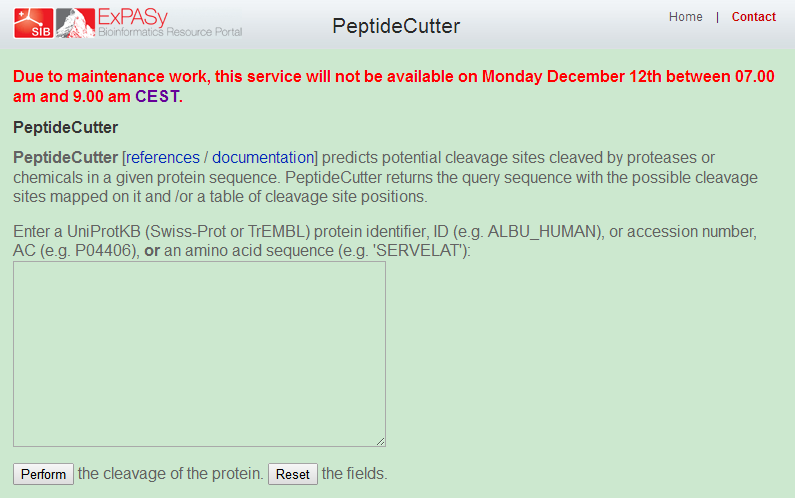 SIB
ExPASy
Bioinformatics Resource Portal
PeptideCutter
Home | Contact
Due to maintenance work, this service will not be available on Monday December 12th between 07.00
am and 9.00 am CEST.
PeptideCutter
PeptideCutter [references / documentation] predicts potential cleavage sites cleaved by proteases or
chemicals in a given protein sequence. PeptideCutter returns the query sequence with the possible cleavage
sites mapped on it and /or a table of cleavage site positions.
Enter a UniProtKB (Swiss-Prot or TrEMBL) protein identifier, ID (e.g. ALBU_HUMAN), or accession number,
AC (e.g. P04406), or an amino acid sequence (e.g. 'SERVELAT'):
Perform the cleavage of the protein. Reset the fields.